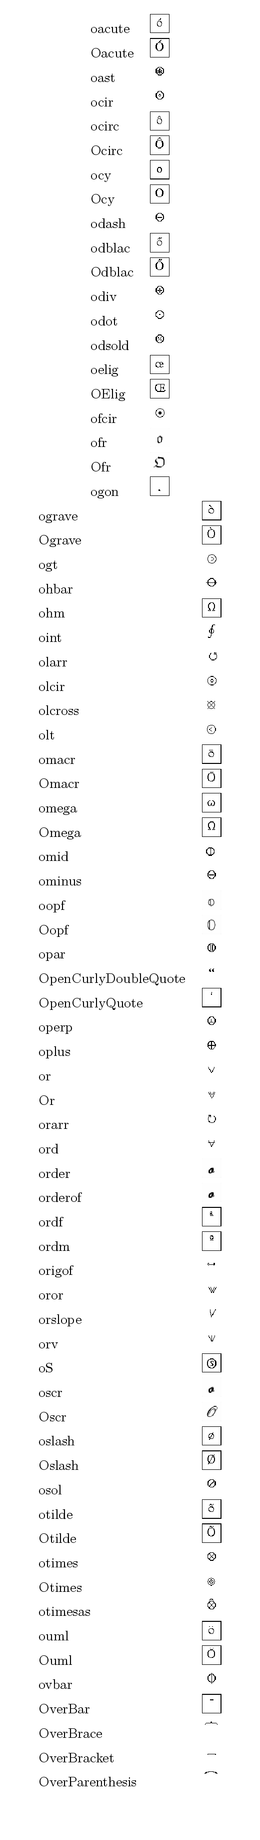 oacute ó
Oacute Ó
oast ⊛
ocir ⊚
ocirc ô
Ocirc Ô
ocy о
Ocy О
odash ⊝
odblac ő
Odblac Ő
odiv
odot ⊙
odsold
oelig œ
OElig Œ
ofcir ⦿
ofr 𝔬
Ofr 𝔒
ogon
ograve ò
Ograve Ò
ogt ⧁
ohbar ⊖
ohm Ω
oint ∮
olarr ↺
olcir
olcross
olt ⧀
omacr
Omacr
omega ω
Omega Ω
omid ⦶
ominus ⊖
oopf 𝕠
Oopf 𝕆
opar
OpenCurlyDoubleQuote “
OpenCurlyQuote ‘
operp
oplus ⊕
or ∨
Or ⩔
orarr ↻
ord
order
orderof
ordf ª
ordm º
origof ⊶
oror
orslope
orv
oS Ⓢ
oscr
Oscr 𝒪
oslash ø
Oslash Ø
osol ⊘
otilde õ
Otilde Õ
otimes ⊗
Otimes
otimesas
ouml ö
Ouml Ö
ovbar
OverBar ¯
OverBrace
OverBracket
OverParenthesis